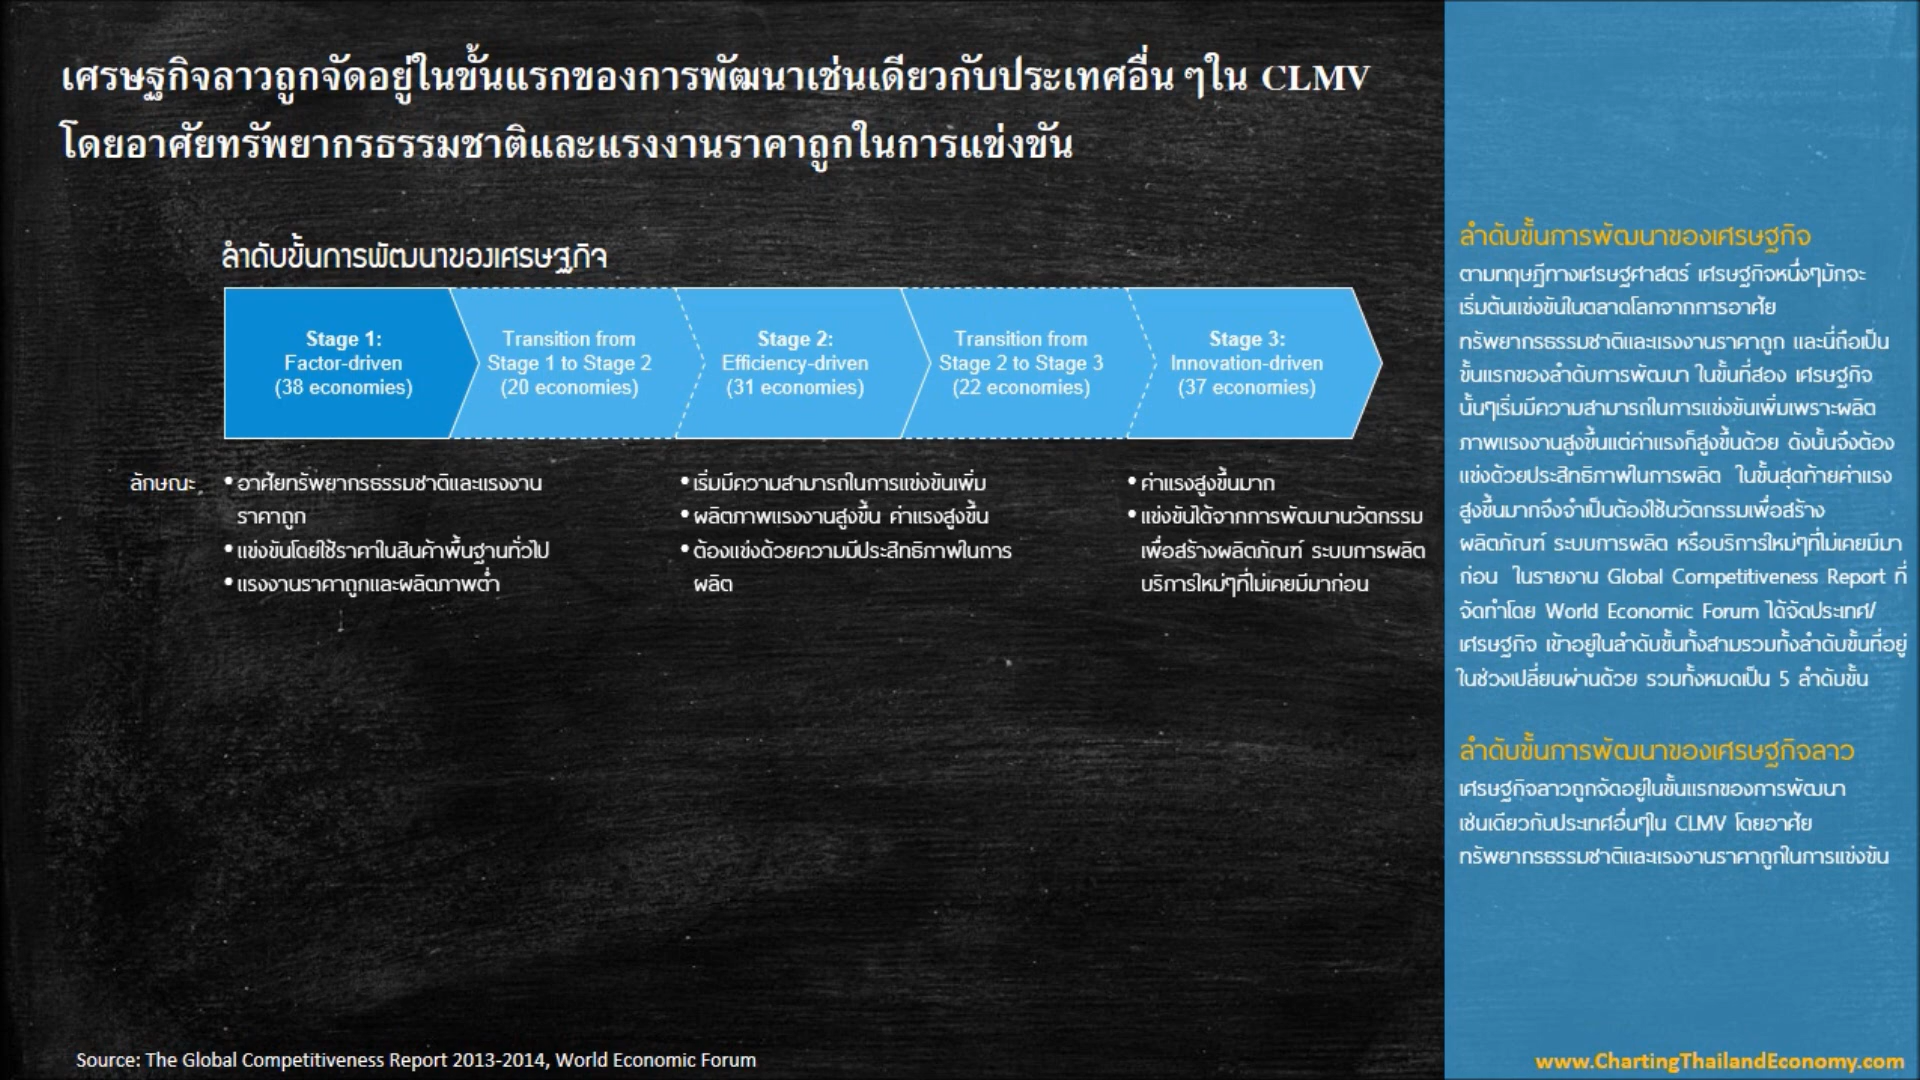 เศรษฐกิจลาวถูกจัดอยู่ในขั้นแรกของการพัฒนาเช่นเดียวกับประเทศอื่น ๆใน CLMV
โดยอาศัยทรัพยากรธรรมชาติและแรงงานราคาถูกในการแข่งขัน
ลำดับขั้นการพัฒนาของเศรษฐกิจ
Stage 1:
Factor-driven
(38 economies)
Transition from
Stage 1 to Stage 2
(20 economies)
Stage 2:
Efficiency-driven
(31 economies)
Transition from
Stage 2 to Stage 3
(22 economies)
Stage 3:
Innovation-driven
(37 economies)
ลักษณะ
• อาศัยทรัพยากรธรรมชาติและแรงงาน
ราคาถูก
• แข่งขันโดยใช้ราคาในสินค้าพื้นฐานทั่วไป
• แรงงานราคาถูกและผลิตภาพต่ำ
• เริ่มมีความสามารถในการแข่งขันเพิ่ม
• ผลิตภาพแรงงานสูงขึ้น ค่าแรงสูงขึ้น
• ต้องแข่งด้วยความมีประสิทธิภาพในการ
ผลิต
• ค่าแรงสูงขึ้นมาก
• แข่งขันได้จากการพัฒนานวัตกรรม
เพื่อสร้างผลิตภัณฑ์ ระบบการผลิต
บริการใหม่ๆที่ไม่เคยมีมาก่อน
Source: The Global Competitiveness Report 2013-2014, World Economic Forum
ลำดับขั้นการพัฒนาของเศรษฐกิจ
ตามทฤษฎีทางเศรษฐศาสตร์ เศรษฐกิจหนึ่งๆมักจะ
เริ่มต้นแข่งขันในตลาดโลกจากการอาศัย
ทรัพยากรธรรมชาติและแรงงานราคาถูก และนี่ถือเป็น
ขั้นแรกของลำดับการพัฒนา ในขั้นที่สอง เศรษฐกิจ
นั้นๆเริ่มมีความสามารถในการแข่งขันเพิ่มเพราะผลิต
ภาพแรงงานสูงขึ้นแต่ค่าแรงก็สูงขึ้นด้วย ดังนั้นจึงต้อง
แข่งด้วยประสิทธิภาพในการผลิต ในขั้นสุดท้ายค่าแรง
สูงขึ้นมากจึงจำเป็นต้องใช้นวัตกรรมเพื่อสร้าง
ผลิตภัณฑ์ ระบบการผลิต หรือบริการใหม่ๆที่ไม่เคยมีมา
ก่อน ในรายงาน Global Competitiveness Report ที่
จัดทำโดย World Economic Forum ได้จัดประเทศ/
เศรษฐกิจ เข้าอยู่ในลำดับขั้นทั้งสามรวมทั้งลำดับขั้นที่อยู่
ในช่วงเปลี่ยนผ่านด้วย รวมทั้งหมดเป็น 5 ลำดับขั้น
ลำดับขั้นการพัฒนาของเศรษฐกิจลาว
เศรษฐกิจลาวถูกจัดอยู่ในขั้นแรกของการพัฒนา
เช่นเดียวกับประเทศอื่นๆใน CLMV โดยอาศัย
ทรัพยากรธรรมชาติและแรงงานราคาถูกในการแข่งขัน
www.ChartingThailandEconomy.com